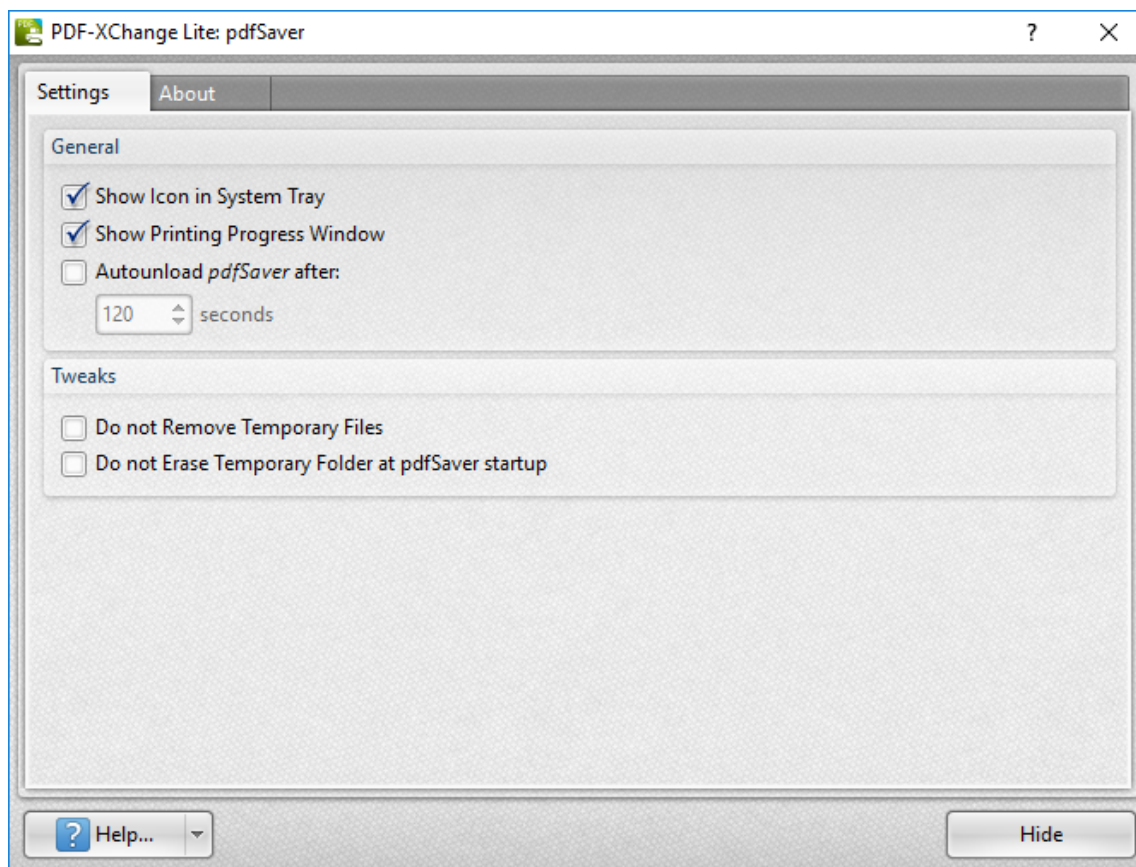 PDF-XChange Lite: pdfSaver
Settings About
General
Show Icon in System Tray
Show Printing Progress Window
Autounload pdfSaver after:
120 seconds
Tweaks
Do not Remove Temporary Files
Do not Erase Temporary Folder at pdfSaver startup
Help... Hide